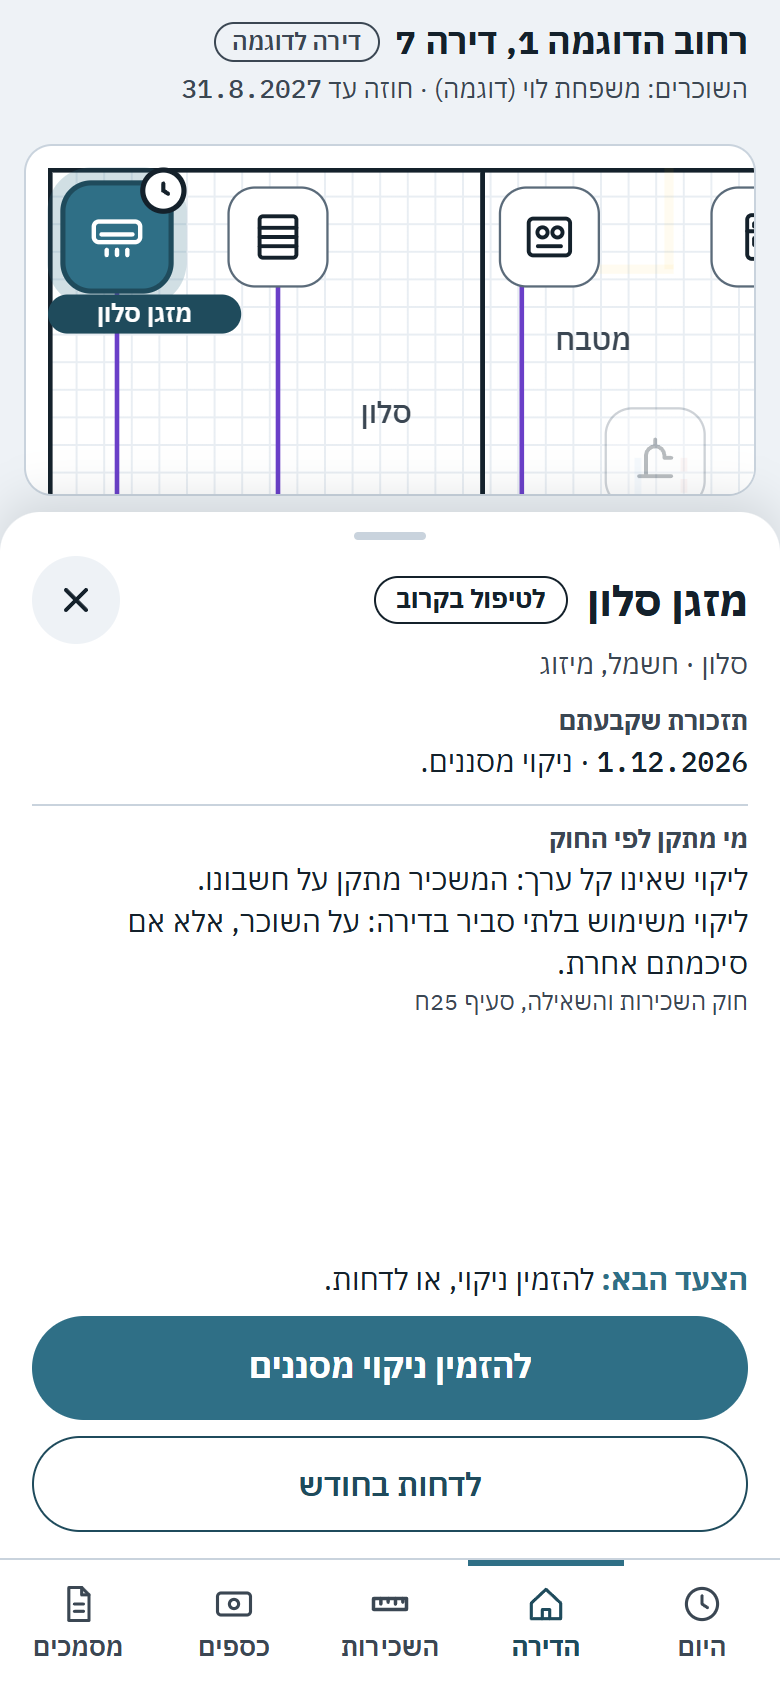 רחוב הדוגמה 1, דירה 7 דירה לדוגמה
השוכרים: משפחת לוי (דוגמה) · חוזה עד 31.8.2027
מזגן סלון
מטבח
סלון
מזגן סלון לטיפול בקרוב
סלון · חשמל, מיזוג
תזכורת שקבעתם
1.12.2026 · ניקוי מסננים.
מי מתקן לפי החוק
ליקוי שאינו קל ערך: המשכיר מתקן על חשבונו.
ליקוי משימוש בלתי סביר בדירה: על השוכר, אלא אם
סיכמתם אחרת.
חוק השכירות והשאילה, סעיף 25ח
הצעד הבא: להזמין ניקוי, או לדחות.
להזמין ניקוי מסננים
לדחות בחודש
היום הדירה השכירות כספים מסמכים